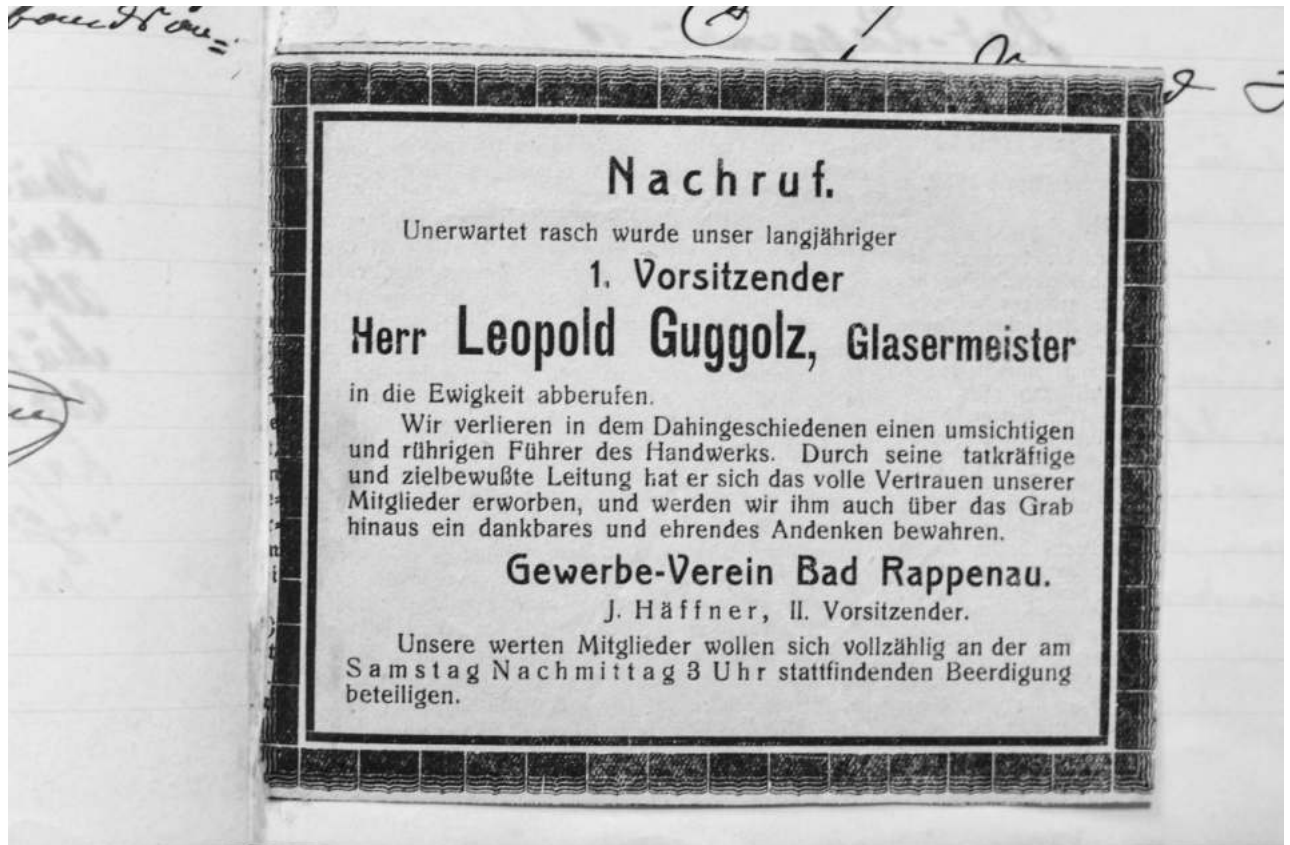 Nachruf.
Unerwartet rasch wurde unser langjähriger
1. Vorsitzender
Herr Leopold Guggolz, Glasermeister
in die Ewigkeit abberufen.
Wir verlieren in dem Dahingeschiedenen einen umsichtigen
und rührigen Führer des Handwerks. Durch seine tatkräftige
und zielbewußte Leitung hat er sich das volle Vertrauen unserer
Mitglieder erworben, und werden wir ihm auch über das Grab
hinaus ein dankbares und ehrendes Andenken bewahren.
Gewerbe-Verein Bad Rappenau.
J. Häffner, II. Vorsitzender.
Unsere werten Mitglieder wollen sich vollzählig an der am
Samstag Nachmittag 3 Uhr stattfindenden Beerdigung
beteiligen.